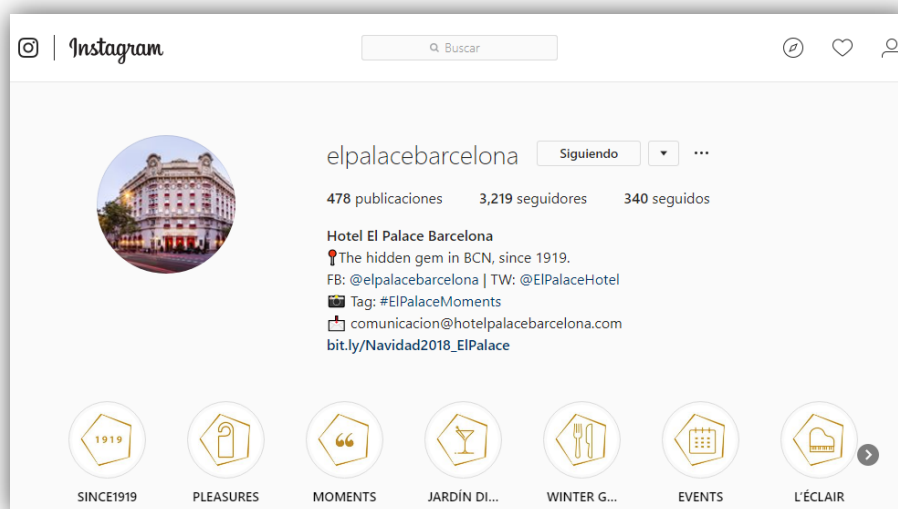 Instagram
Buscar
elpalacebarcelona Siguiendo
478 publicaciones 3,219 seguidores 340 seguidos
Hotel El Palace Barcelona
The hidden gem in BCN, since 1919.
FB: @elpalacebarcelona | TW: @ElPalaceHotel
Tag: #ElPalaceMoments
comunicacion@hotelpalacebarcelona.com
bit.ly/Navidad2018_ElPalace
1919
SINCE1919 PLEASURES MOMENTS JARDÍN DI... WINTER G... EVENTS L'ÉCLAIR